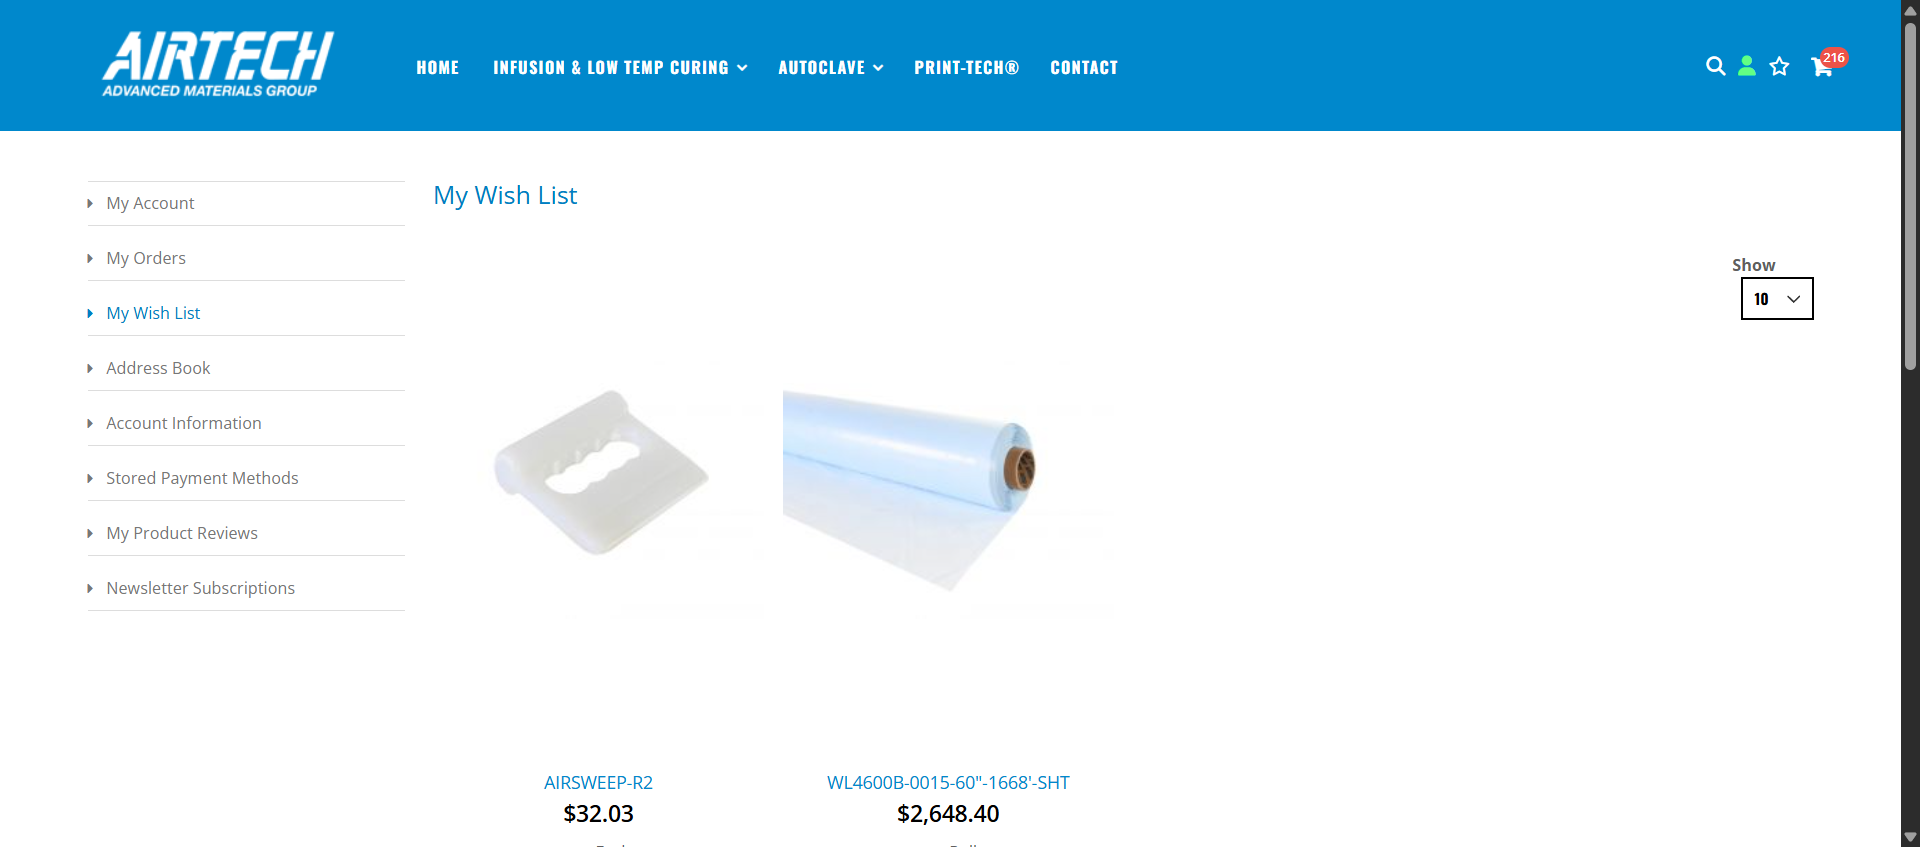 AIRTECH
ADVANCED MATERIALS GROUP
HOME
INFUSION & LOW TEMP CURING
AUTOCLAVE
PRINT-TECH®
CONTACT
216
My Account
My Orders
My Wish List
Address Book
Account Information
Stored Payment Methods
My Product Reviews
Newsletter Subscriptions
My Wish List
Show
10
AIRSWEEP-R2
$32.03
WL4600B-0015-60"-1668'-SHT
$2,648.40